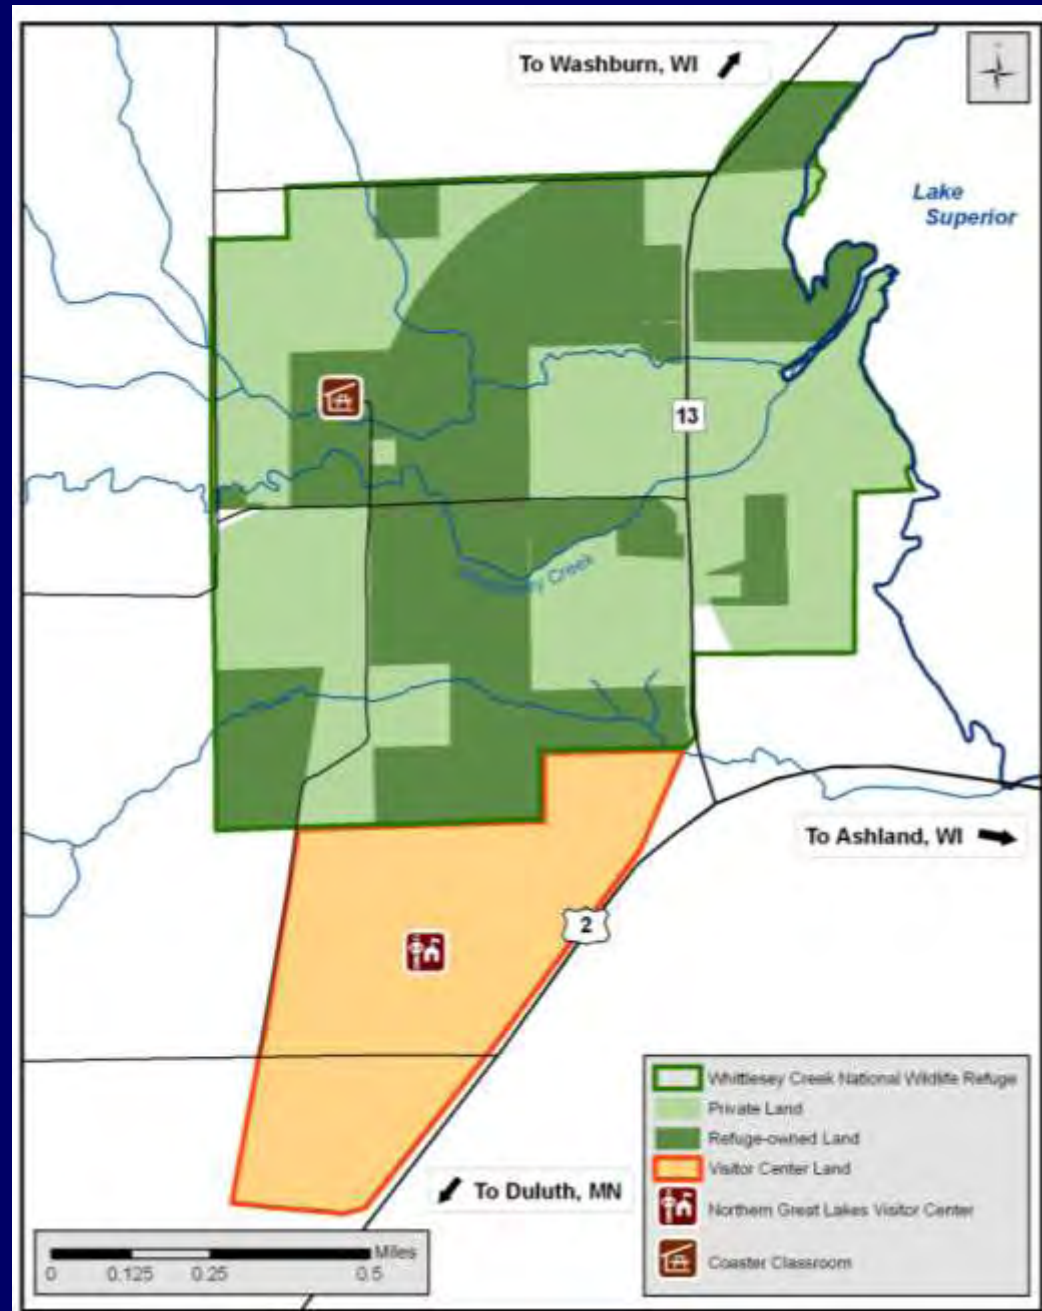 To Washburn, WI
Lake
Superior
13
Creek
To Ashland, WI
2
To Duluth, MN
Whittlesey Creek National Wildlife Refuge
Private Land
Refuge-owned Land
Visitor Center Land
Northern Great Lakes Visitor Center
Coaster Classroom
Miles
0 0.125 0.25 0.5